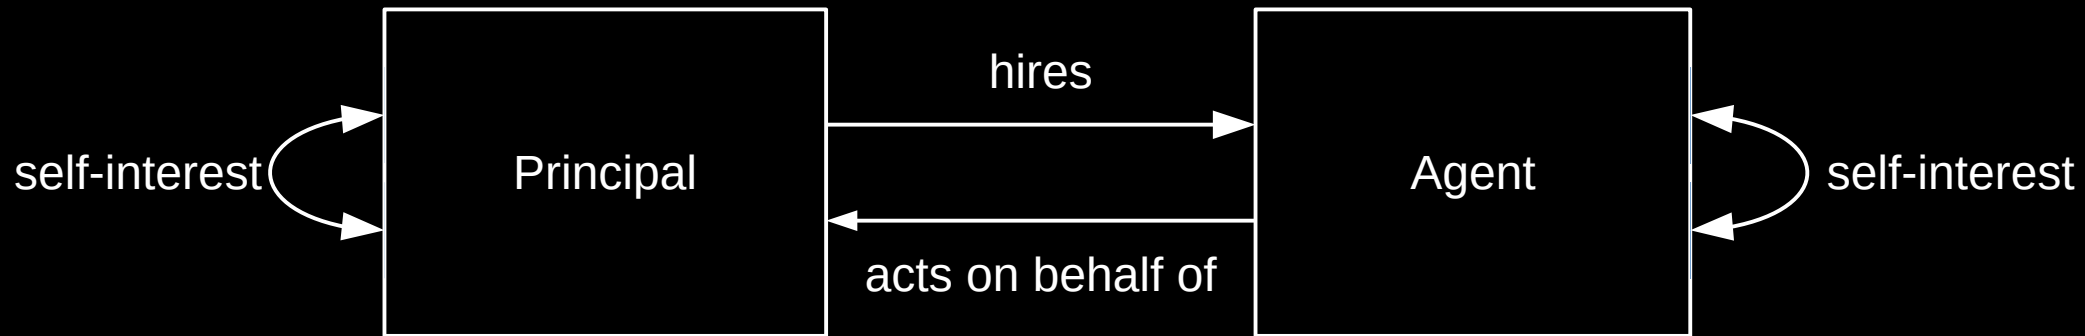 hires
self-interest
Principal
Agent
self-interest
acts on behalf of